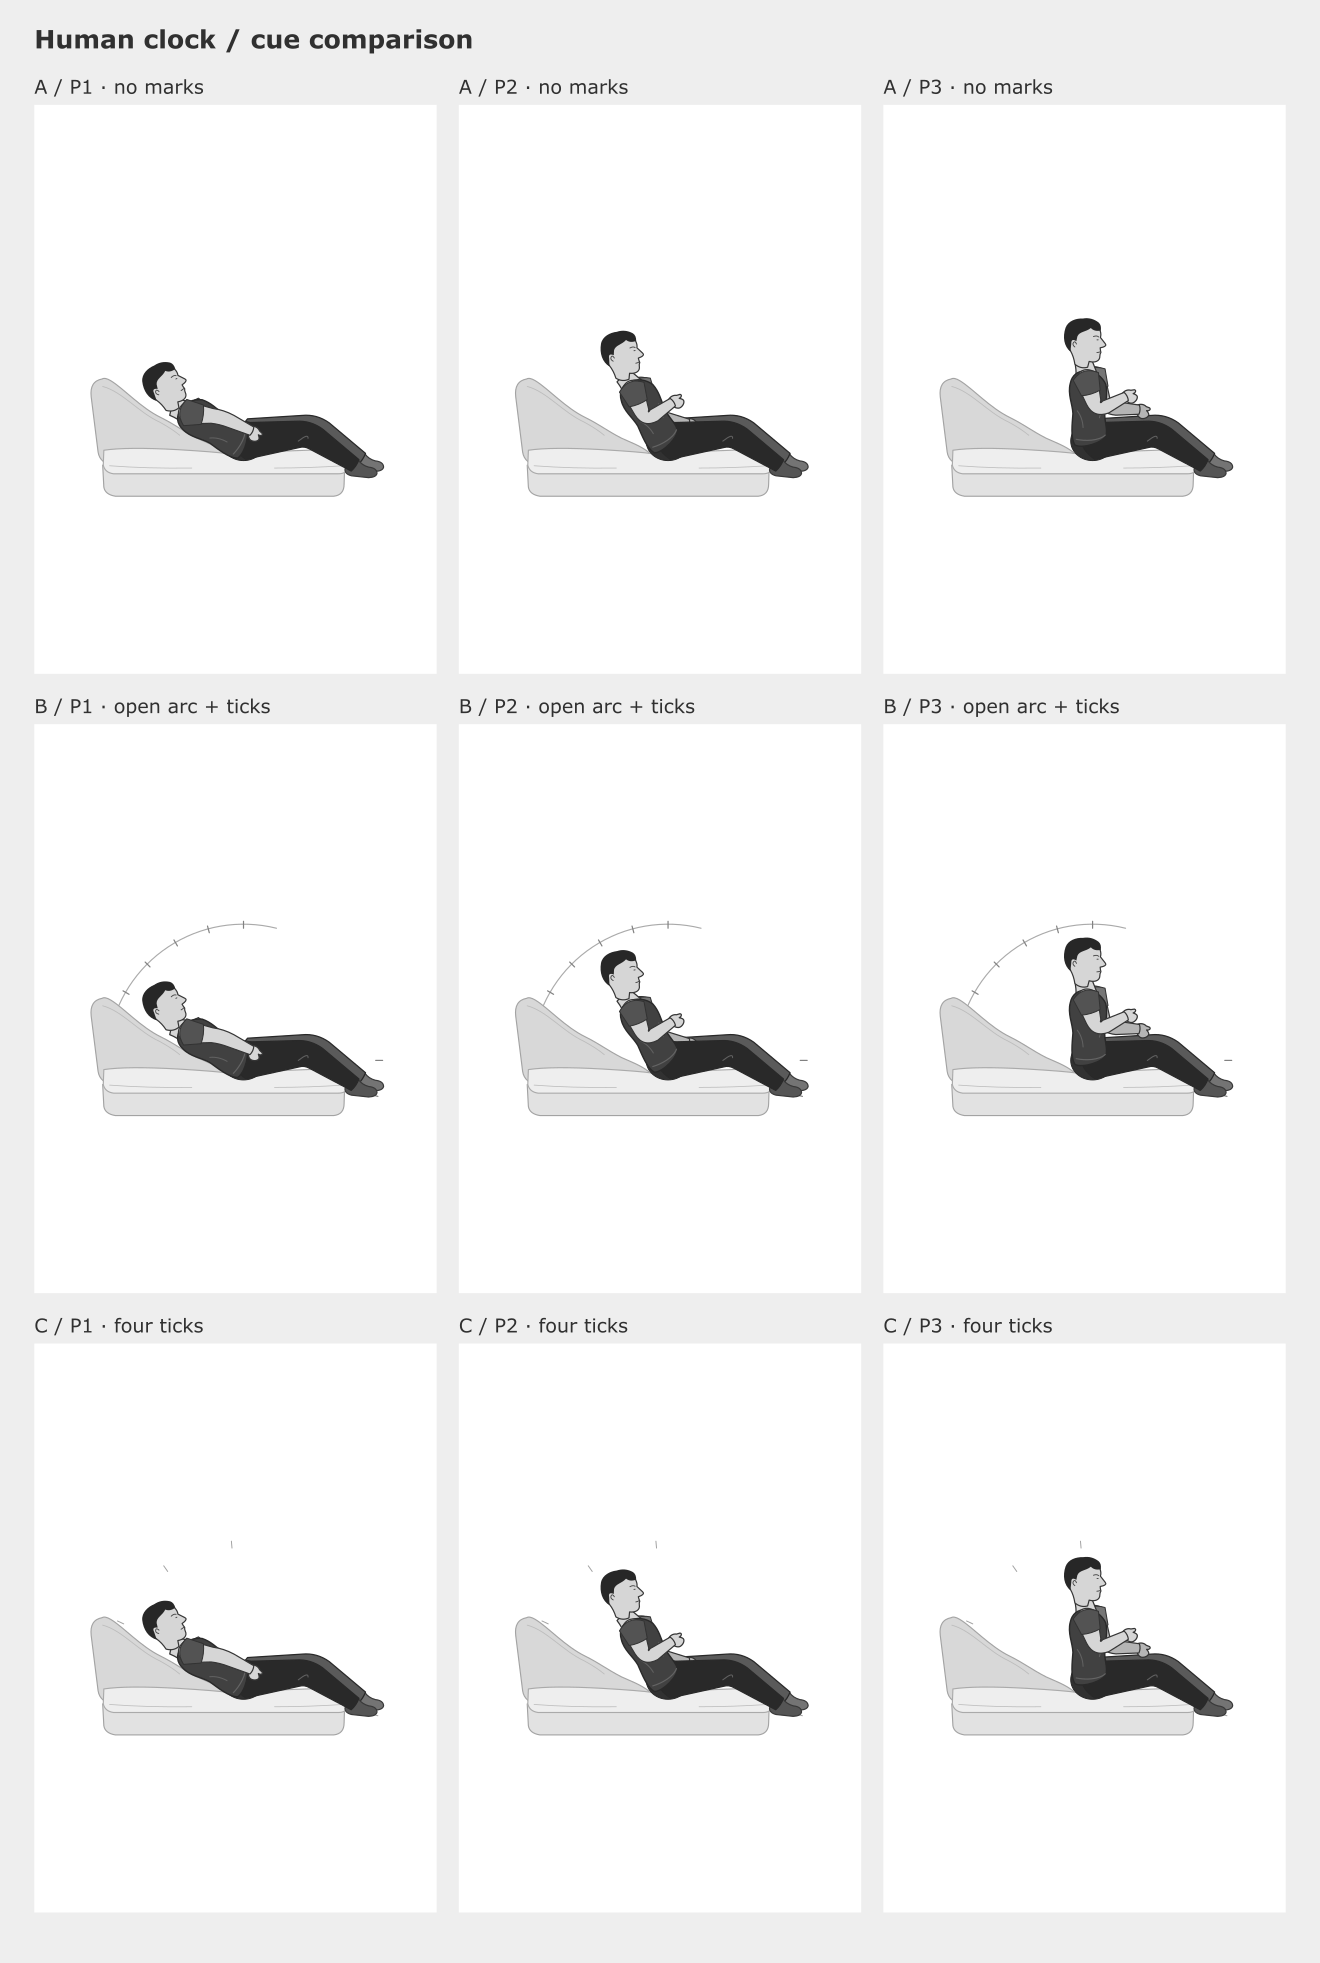 Human clock / cue comparison
A / P1 · no marks
A / P2 · no marks
A / P3 · no marks
B / P1 · open arc + ticks
B / P2 · open arc + ticks
B / P3 · open arc + ticks
C / P1 · four ticks
C / P2 · four ticks
C / P3 · four ticks